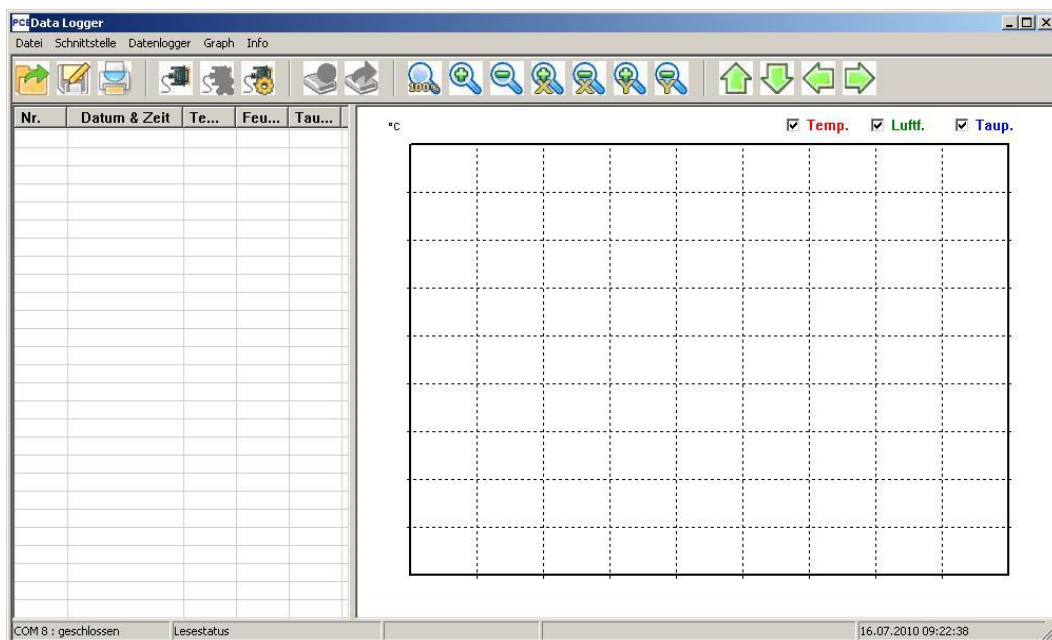 PCE Data Logger
Datei Schnittstelle Datenlogger Graph Info
100%
Nr. Datum & Zeit Te... Feu... Tau...
°C Temp. Luftf. Taup.
COM 8 : geschlossen Lesestatus 16.07.2010 09:22:38